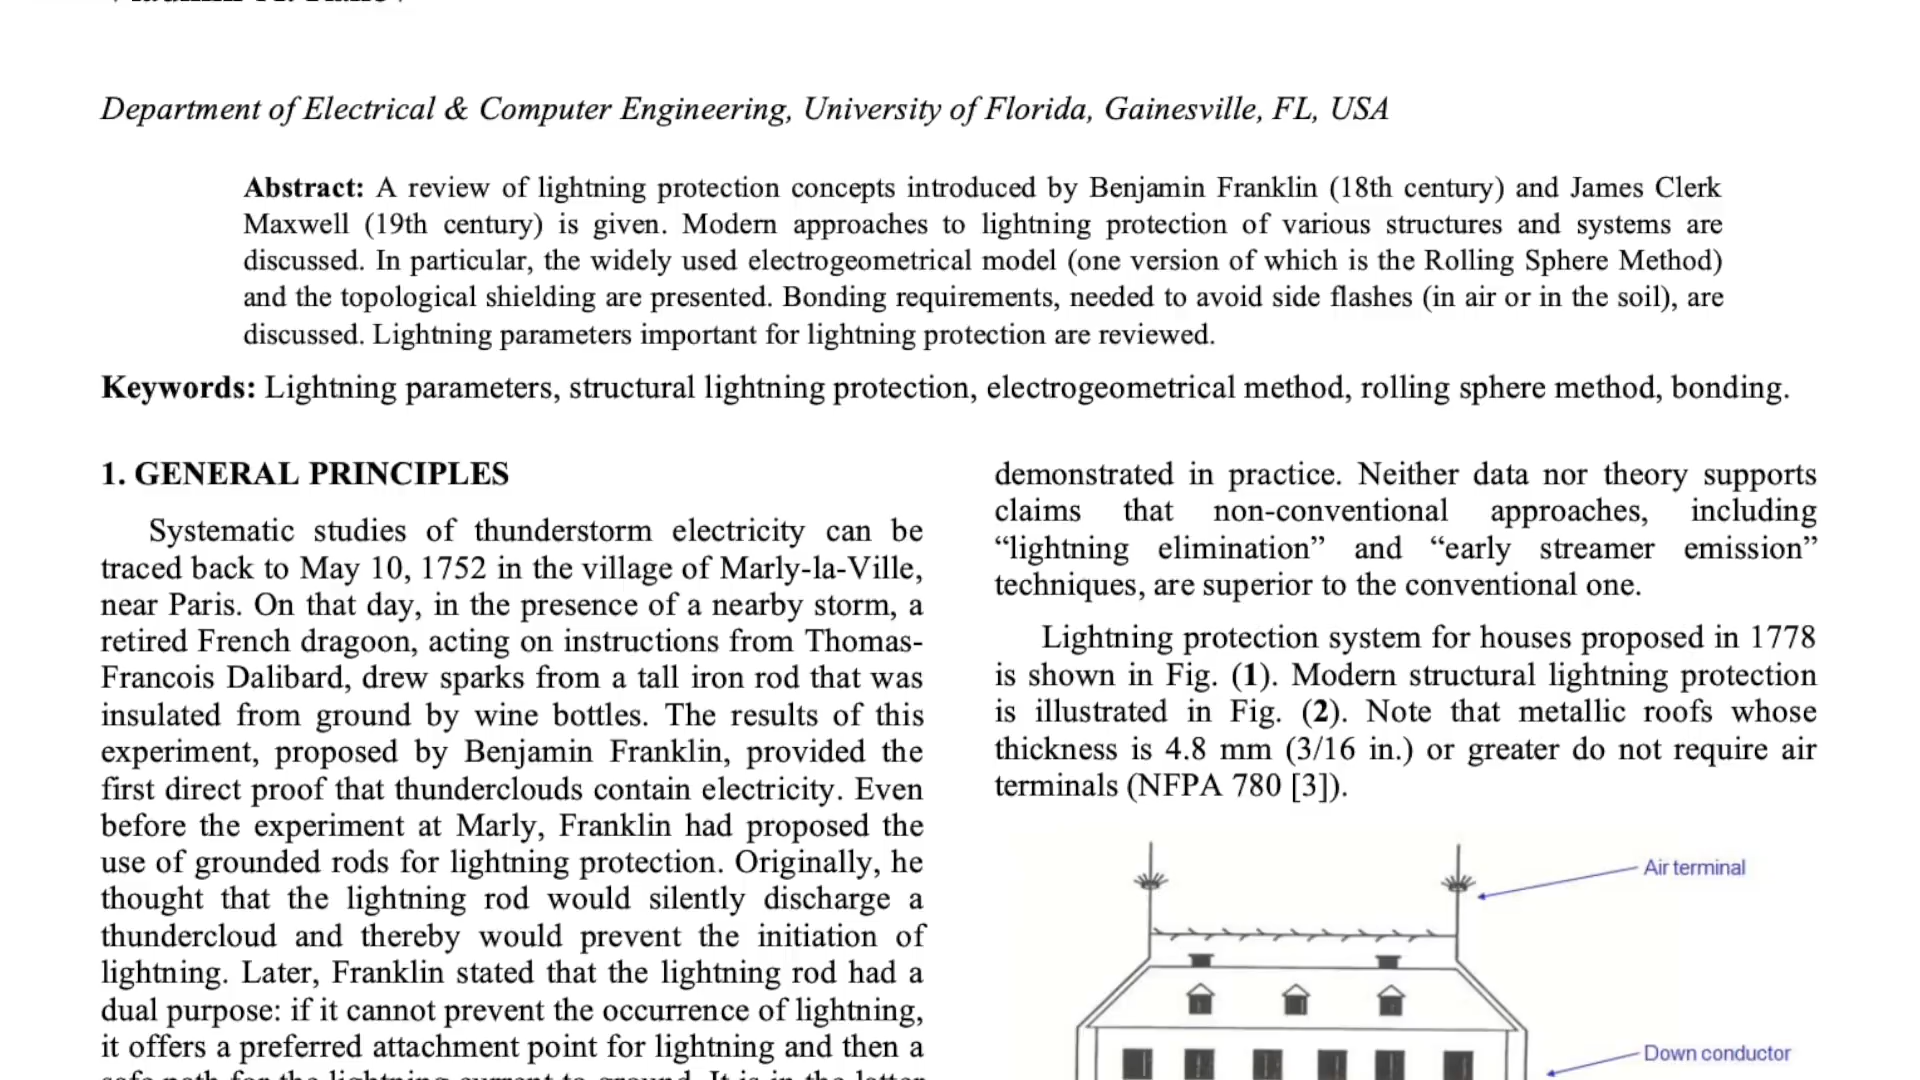 Department of Electrical & Computer Engineering, University of Florida, Gainesville, FL, USA
Abstract: A review of lightning protection concepts introduced by Benjamin Franklin (18th century) and James Clerk
Maxwell (19th century) is given. Modern approaches to lightning protection of various structures and systems are
discussed. In particular, the widely used electrogeometrical model (one version of which is the Rolling Sphere Method)
and the topological shielding are presented. Bonding requirements, needed to avoid side flashes (in air or in the soil), are
discussed. Lightning parameters important for lightning protection are reviewed.
Keywords: Lightning parameters, structural lightning protection, electrogeometrical method, rolling sphere method, bonding.
1. GENERAL PRINCIPLES
Systematic studies of thunderstorm electricity can be
traced back to May 10, 1752 in the village of Marly-la-Ville,
near Paris. On that day, in the presence of a nearby storm, a
retired French dragoon, acting on instructions from Thomas-
Francois Dalibard, drew sparks from a tall iron rod that was
insulated from ground by wine bottles. The results of this
experiment, proposed by Benjamin Franklin, provided the
first direct proof that thunderclouds contain electricity. Even
before the experiment at Marly, Franklin had proposed the
use of grounded rods for lightning protection. Originally, he
thought that the lightning rod would silently discharge a
thundercloud and thereby would prevent the initiation of
lightning. Later, Franklin stated that the lightning rod had a
dual purpose: if it cannot prevent the occurrence of lightning,
it offers a preferred attachment point for lightning and then a
safe path for the lightning current to ground. It is in the latter
demonstrated in practice. Neither data nor theory supports
claims that non-conventional approaches, including
“lightning elimination” and “early streamer emission”
techniques, are superior to the conventional one.
Lightning protection system for houses proposed in 1778
is shown in Fig. (1). Modern structural lightning protection
is illustrated in Fig. (2). Note that metallic roofs whose
thickness is 4.8 mm (3/16 in.) or greater do not require air
terminals (NFPA 780 [3]).
Air terminal
Down conductor